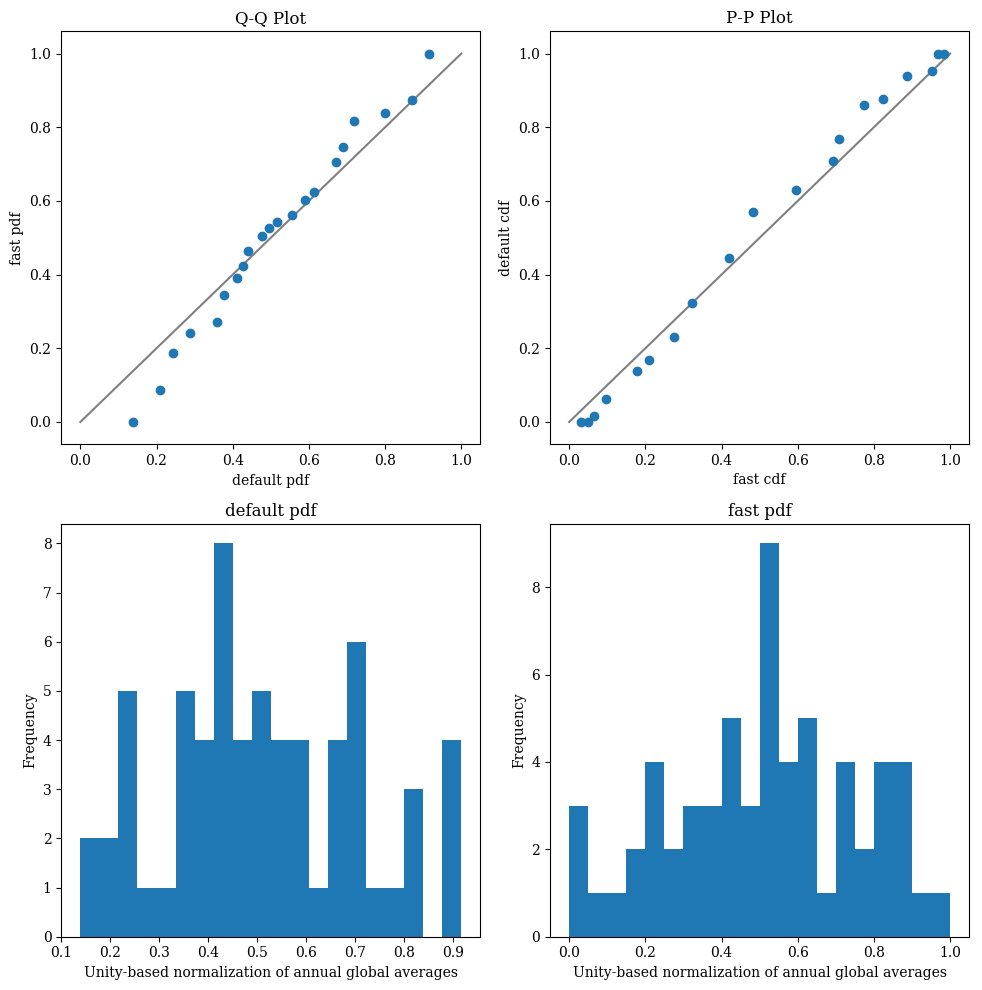 Q-Q Plot
1.0
0.8
0.6
0.4
0.2
0.0
fast pdf
0.0 0.2 0.4 0.6 0.8 1.0
default pdf
P-P Plot
1.0
0.8
0.6
0.4
0.2
0.0
default cdf
0.0 0.2 0.4 0.6 0.8 1.0
fast cdf
default pdf
8
7
6
5
4
3
2
1
0
Frequency
0.1 0.2 0.3 0.4 0.5 0.6 0.7 0.8 0.9
Unity-based normalization of annual global averages
fast pdf
8
6
4
2
0
Frequency
0.0 0.2 0.4 0.6 0.8 1.0
Unity-based normalization of annual global averages